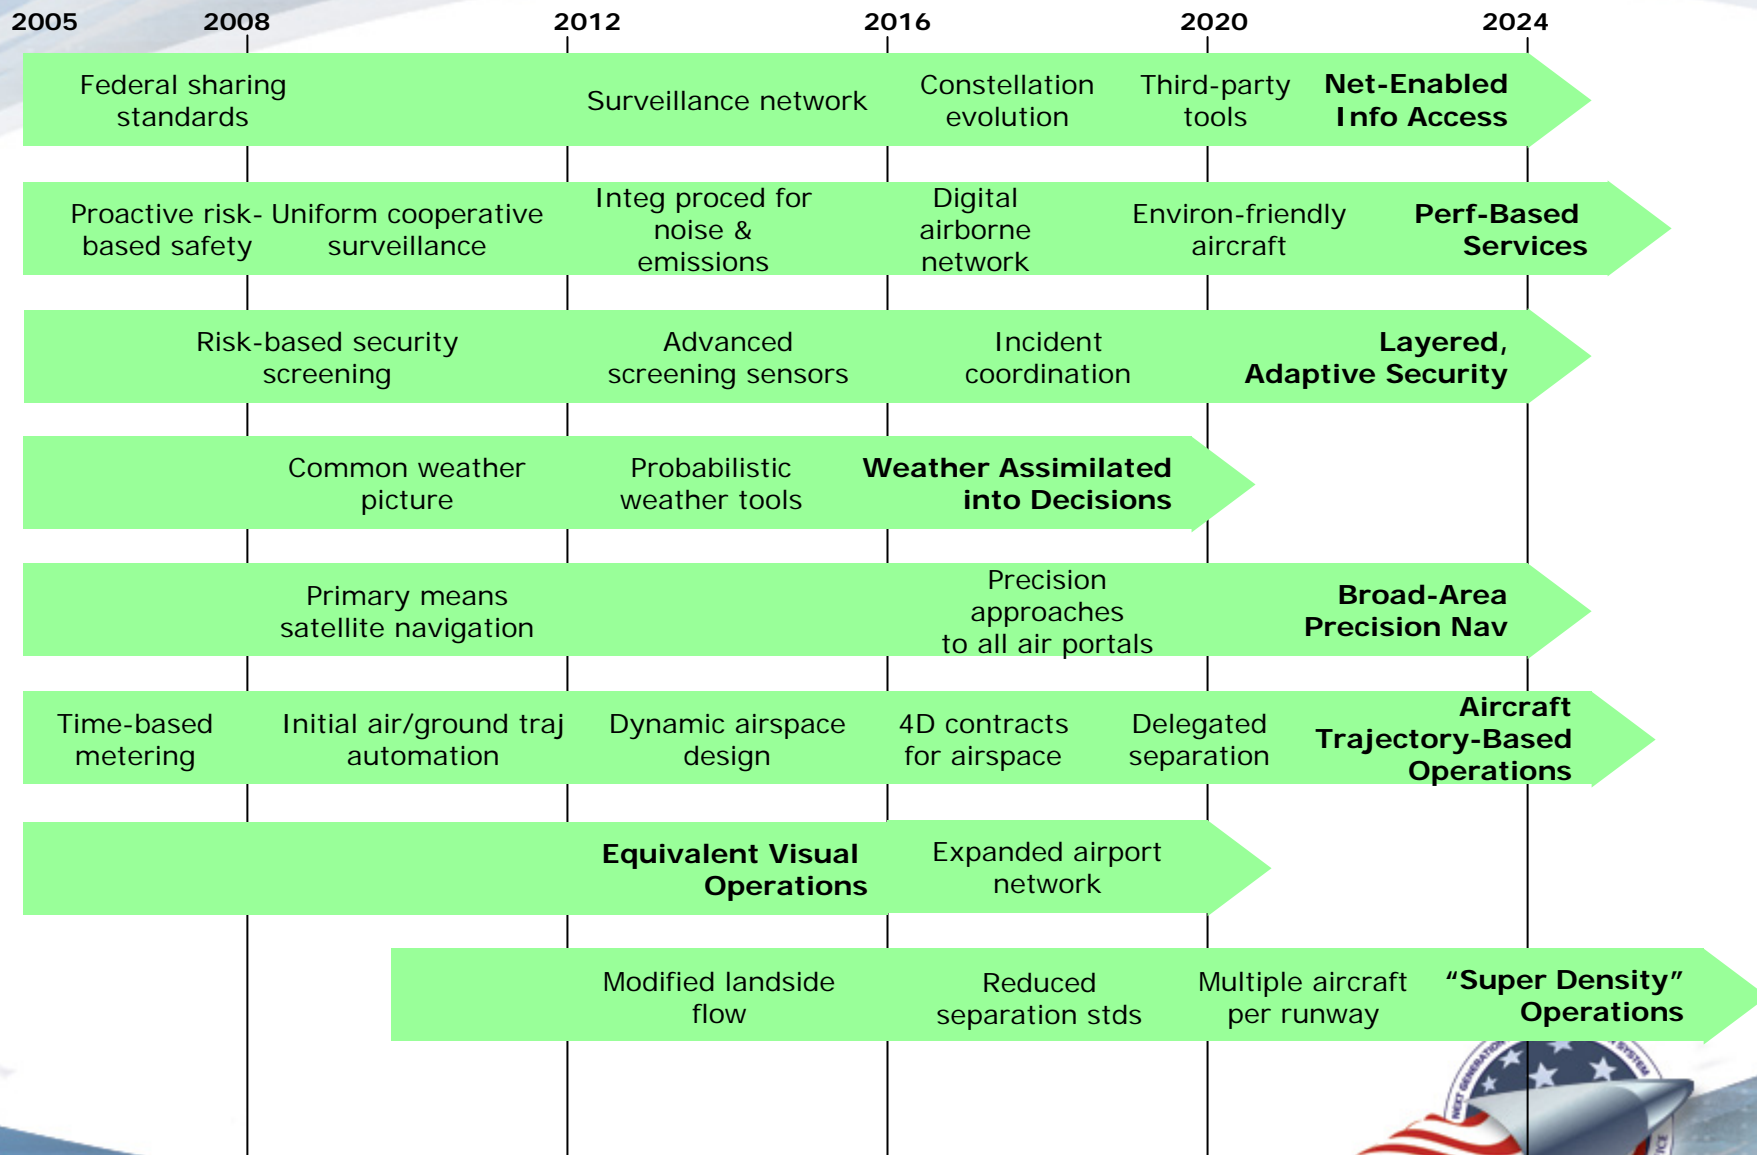 2005 2008 2012 2016 2020 2024
Federal sharing
standards
Surveillance network
Constellation
evolution
Third-party
tools
Net-Enabled
Info Access
Proactive risk-
based safety
Uniform cooperative
surveillance
Integ proced for
noise &
emissions
Digital
airborne
network
Environ-friendly
aircraft
Perf-Based
Services
Risk-based security
screening
Advanced
screening sensors
Incident
coordination
Layered,
Adaptive Security
Common weather
picture
Probabilistic
weather tools
Weather Assimilated
into Decisions
Primary means
satellite navigation
Precision
approaches
to all air portals
Broad-Area
Precision Nav
Time-based
metering
Initial air/ground traj
automation
Dynamic airspace
design
4D contracts
for airspace
Delegated
separation
Aircraft
Trajectory-Based
Operations
Equivalent Visual
Operations
Expanded airport
network
Modified landside
flow
Reduced
separation stds
Multiple aircraft
per runway
“Super Density”
Operations
NEXT GENERATION
SYSTEM